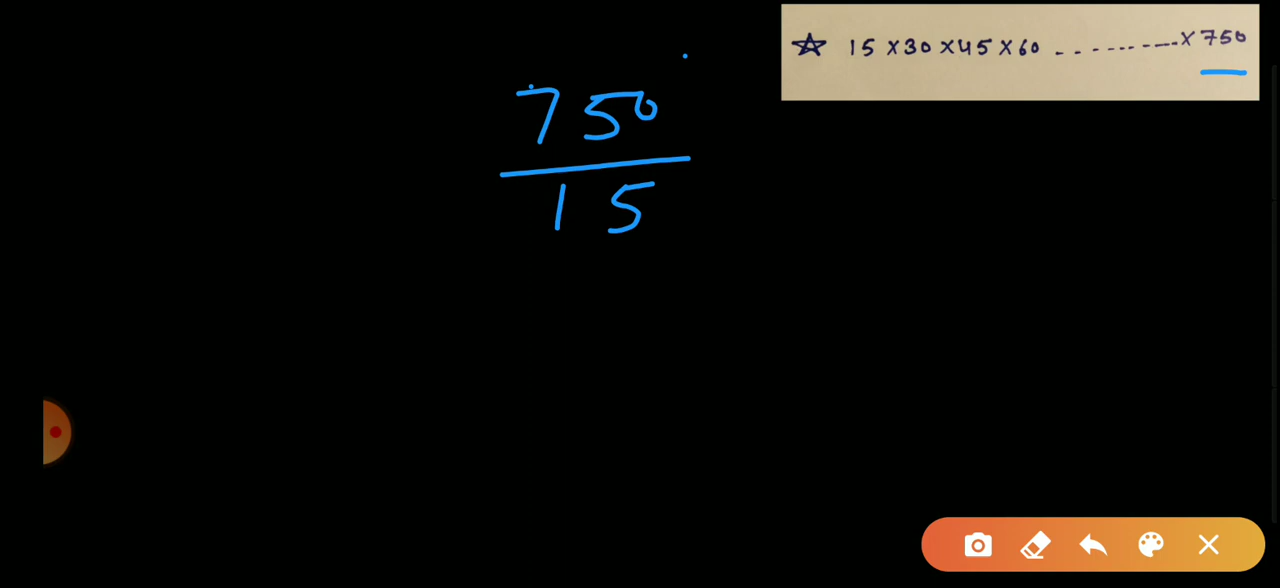 ☆ 15 × 30 × 45 × 60 - - - - - - - - - × 750
750
15